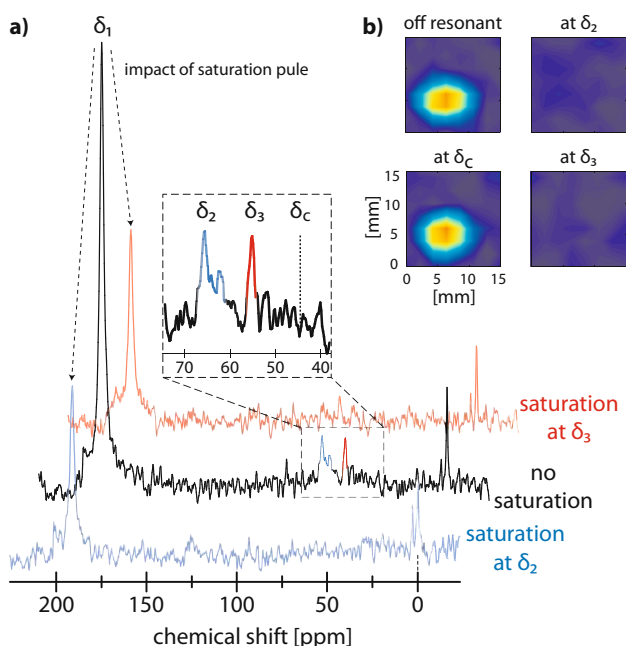 a)
δ₁
impact of saturation pule
b)
off resonant
at δ₂
at δ_C
at δ₃
15
10
5
0
[mm]
0 5 10 15
[mm]
δ₂ δ₃ δ_C
70 60 50 40
saturation
at δ₃
no
saturation
saturation
at δ₂
200 150 100 50 0
chemical shift [ppm]